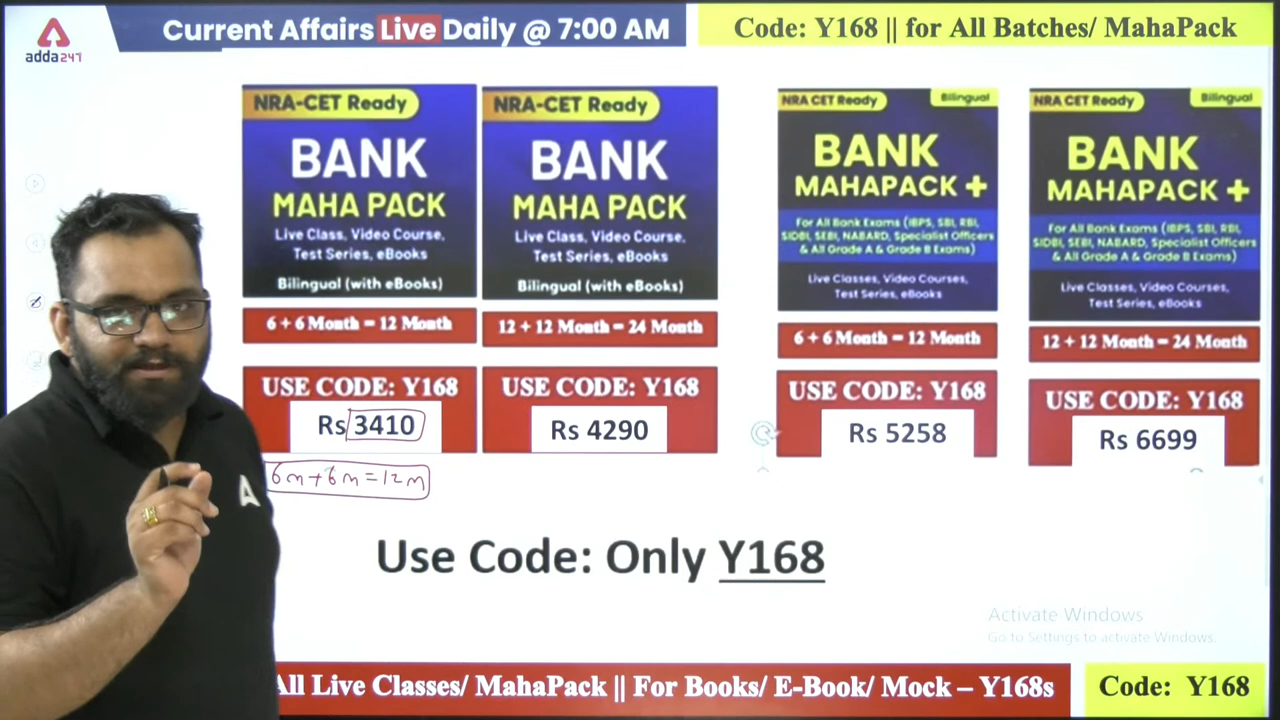 Current Affairs Live Daily @ 7:00 AM
Code: Y168 || for All Batches/ MahaPack
adda247
NRA-CET Ready
BANK
MAHA PACK
Live Class, Video Course,
Test Series, eBooks
Bilingual (with eBooks)
6 + 6 Month = 12 Month
USE CODE: Y168
Rs 3410
6m+6m=12m
NRA-CET Ready
BANK
MAHA PACK
Live Class, Video Course,
Test Series, eBooks
Bilingual (with eBooks)
12 + 12 Month = 24 Month
USE CODE: Y168
Rs 4290
NRA CET Ready
Bilingual
BANK
MAHAPACK +
For All Bank Exams (IBPS, SBI, RBI,
SIDBI, SEBI, NABARD, Specialist Officers
& All Grade A & Grade B Exams)
Live Classes, Video Courses,
Test Series, eBooks
6 + 6 Month = 12 Month
USE CODE: Y168
Rs 5258
NRA CET Ready
Bilingual
BANK
MAHAPACK +
For All Bank Exams (IBPS, SBI, RBI,
SIDBI, SEBI, NABARD, Specialist Officers
& All Grade A & Grade B Exams)
Live Classes, Video Courses,
Test Series, eBooks
12 + 12 Month = 24 Month
USE CODE: Y168
Rs 6699
A
Use Code: Only Y168
Activate Windows
Go to Settings to activate Windows.
All Live Classes/ MahaPack || For Books/ E-Book/ Mock – Y168s
Code: Y168